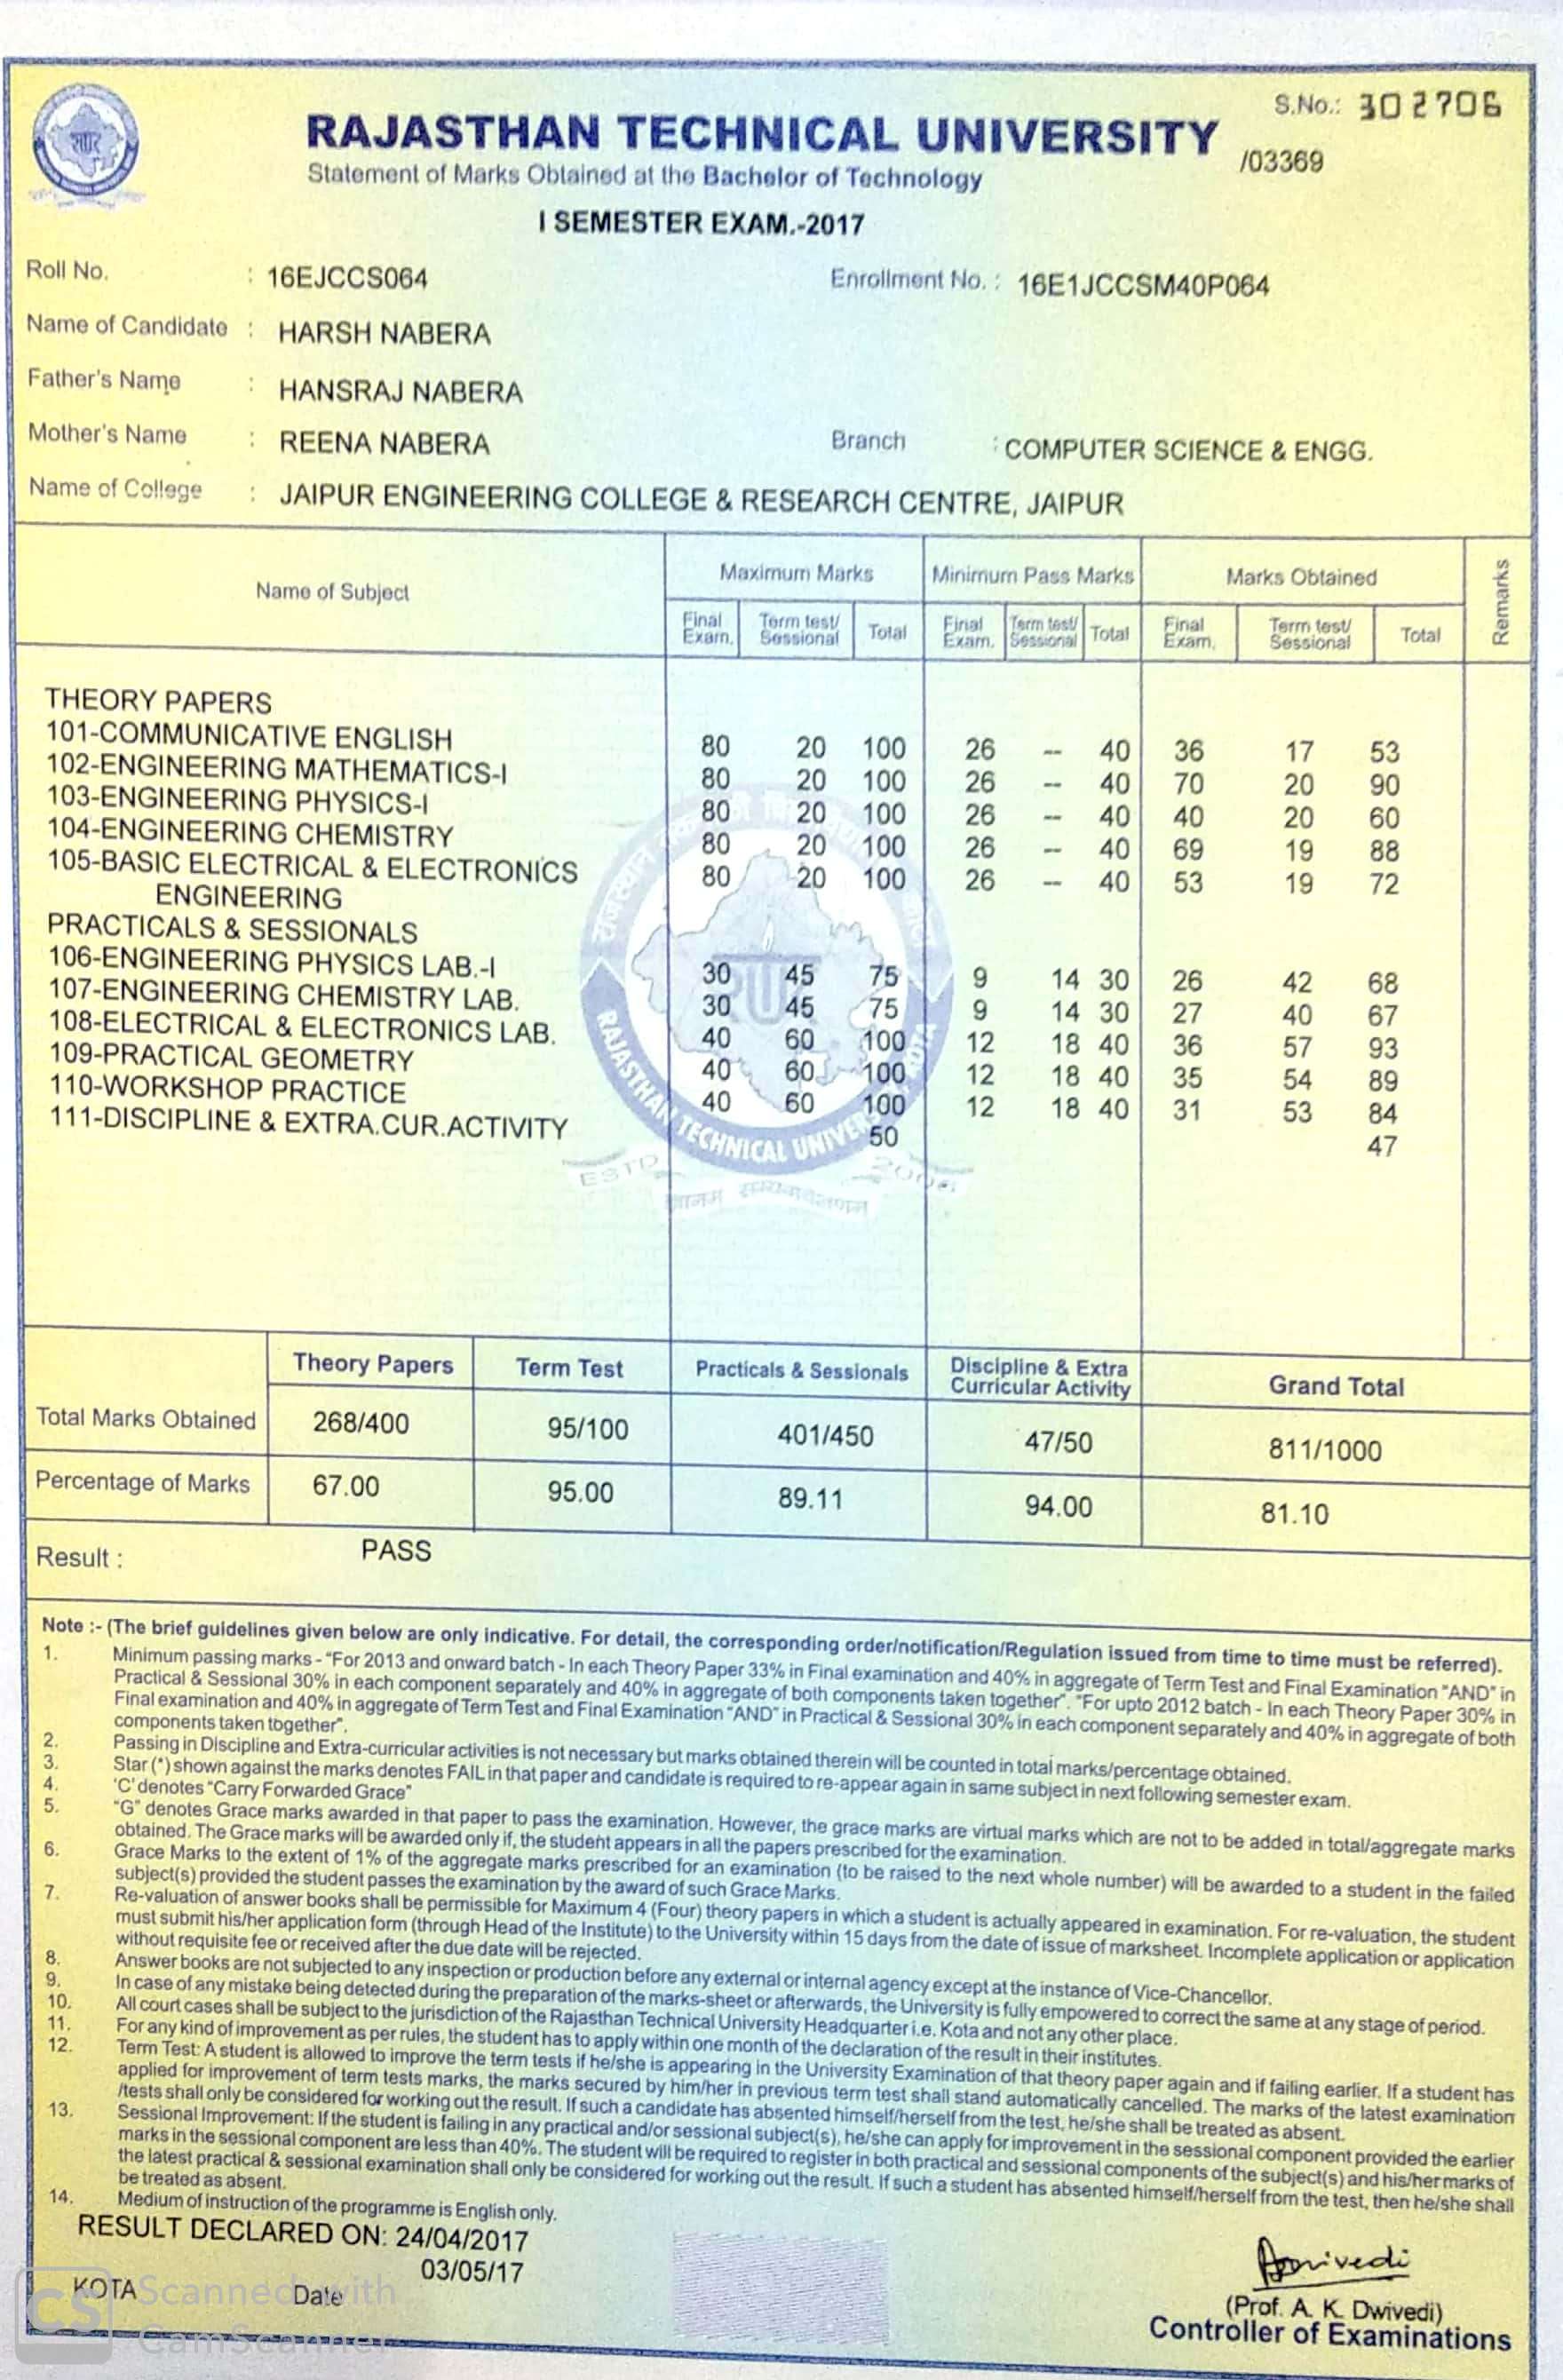 S.No.: 302706
RAJASTHAN TECHNICAL UNIVERSITY
/03369
Statement of Marks Obtained at the Bachelor of Technology
I SEMESTER EXAM.-2017
Roll No. : 16EJCCS064 Enrollment No. : 16E1JCCSM40P064
Name of Candidate : HARSH NABERA
Father's Name : HANSRAJ NABERA
Mother's Name : REENA NABERA Branch : COMPUTER SCIENCE & ENGG.
Name of College : JAIPUR ENGINEERING COLLEGE & RESEARCH CENTRE, JAIPUR
Name of Subject Maximum Marks Minimum Pass Marks Marks Obtained Remarks
Final Exam. Term test/ Sessional Total Final Exam. Term test/ Sessional Total Final Exam. Term test/ Sessional Total
THEORY PAPERS
101-COMMUNICATIVE ENGLISH 80 20 100 26 -- 40 36 17 53
102-ENGINEERING MATHEMATICS-I 80 20 100 26 -- 40 70 20 90
103-ENGINEERING PHYSICS-I 80 20 100 26 -- 40 40 20 60
104-ENGINEERING CHEMISTRY 80 20 100 26 -- 40 69 19 88
105-BASIC ELECTRICAL & ELECTRONICS 80 20 100 26 -- 40 53 19 72
ENGINEERING
PRACTICALS & SESSIONALS
106-ENGINEERING PHYSICS LAB.-I 30 45 75 9 14 30 26 42 68
107-ENGINEERING CHEMISTRY LAB. 30 45 75 9 14 30 27 40 67
108-ELECTRICAL & ELECTRONICS LAB. 40 60 100 12 18 40 36 57 93
109-PRACTICAL GEOMETRY 40 60 100 12 18 40 35 54 89
110-WORKSHOP PRACTICE 40 60 100 12 18 40 31 53 84
111-DISCIPLINE & EXTRA.CUR.ACTIVITY 50 47
RAJASTHAN TECHNICAL UNIVERSITY KOTA
ESTD 2006
Theory Papers Term Test Practicals & Sessionals Discipline & Extra Curricular Activity Grand Total
Total Marks Obtained 268/400 95/100 401/450 47/50 811/1000
Percentage of Marks 67.00 95.00 89.11 94.00 81.10
Result : PASS
Note :- (The brief guidelines given below are only indicative. For detail, the corresponding order/notification/Regulation issued from time to time must be referred).
1. Minimum passing marks - "For 2013 and onward batch - In each Theory Paper 33% in Final examination and 40% in aggregate of Term Test and Final Examination "AND" in
Practical & Sessional 30% in each component separately and 40% in aggregate of both components taken together". "For upto 2012 batch - In each Theory Paper 30% in
Final examination and 40% in aggregate of Term Test and Final Examination "AND" in Practical & Sessional 30% in each component separately and 40% in aggregate of both
components taken together".
2. Passing in Discipline and Extra-curricular activities is not necessary but marks obtained therein will be counted in total marks/percentage obtained.
3. Star (*) shown against the marks denotes FAIL in that paper and candidate is required to re-appear again in same subject in next following semester exam.
4. 'C' denotes "Carry Forwarded Grace"
5. "G" denotes Grace marks awarded in that paper to pass the examination. However, the grace marks are virtual marks which are not to be added in total/aggregate marks
obtained. The Grace marks will be awarded only if, the student appears in all the papers prescribed for the examination.
6. Grace Marks to the extent of 1% of the aggregate marks prescribed for an examination (to be raised to the next whole number) will be awarded to a student in the failed
subject(s) provided the student passes the examination by the award of such Grace Marks.
7. Re-valuation of answer books shall be permissible for Maximum 4 (Four) theory papers in which a student is actually appeared in examination. For re-valuation, the student
must submit his/her application form (through Head of the Institute) to the University within 15 days from the date of issue of marksheet. Incomplete application or application
without requisite fee or received after the due date will be rejected.
8. Answer books are not subjected to any inspection or production before any external or internal agency except at the instance of Vice-Chancellor.
9. In case of any mistake being detected during the preparation of the marks-sheet or afterwards, the University is fully empowered to correct the same at any stage of period.
10. All court cases shall be subject to the jurisdiction of the Rajasthan Technical University Headquarter i.e. Kota and not any other place.
11. For any kind of improvement as per rules, the student has to apply within one month of the declaration of the result in their institutes.
12. Term Test: A student is allowed to improve the term tests if he/she is appearing in the University Examination of that theory paper again and if failing earlier. If a student has
applied for improvement of term tests marks, the marks secured by him/her in previous term test shall stand automatically cancelled. The marks of the latest examination
/tests shall only be considered for working out the result. If such a candidate has absented himself/herself from the test, he/she shall be treated as absent.
13. Sessional Improvement: If the student is failing in any practical and/or sessional subject(s), he/she can apply for improvement in the sessional component provided the earlier
marks in the sessional component are less than 40%. The student will be required to register in both practical and sessional components of the subject(s) and his/her marks of
the latest practical & sessional examination shall only be considered for working out the result. If such a student has absented himself/herself from the test, then he/she shall
be treated as absent.
14. Medium of instruction of the programme is English only.
RESULT DECLARED ON: 24/04/2017
03/05/17
KOTA Date
CS Scanned with
CamScanner
(Prof. A. K. Dwivedi)
Controller of Examinations